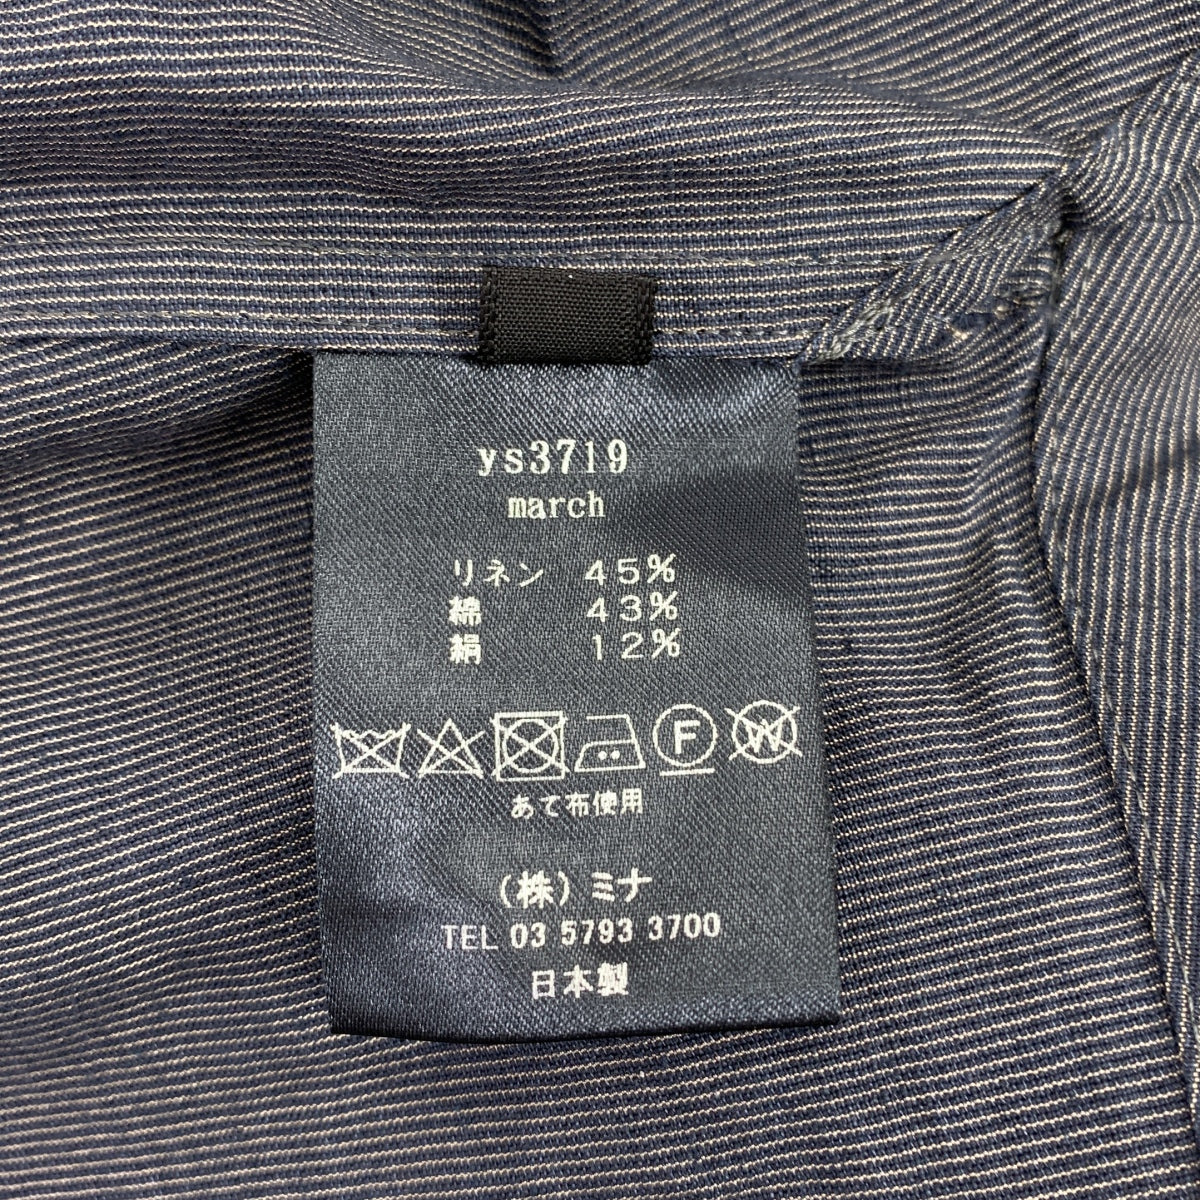 ys3719
march
リネン 45%
綿 43%
絹 12%
F W
あて布使用
(株)ミナ
TEL 03 5793 3700
日本製